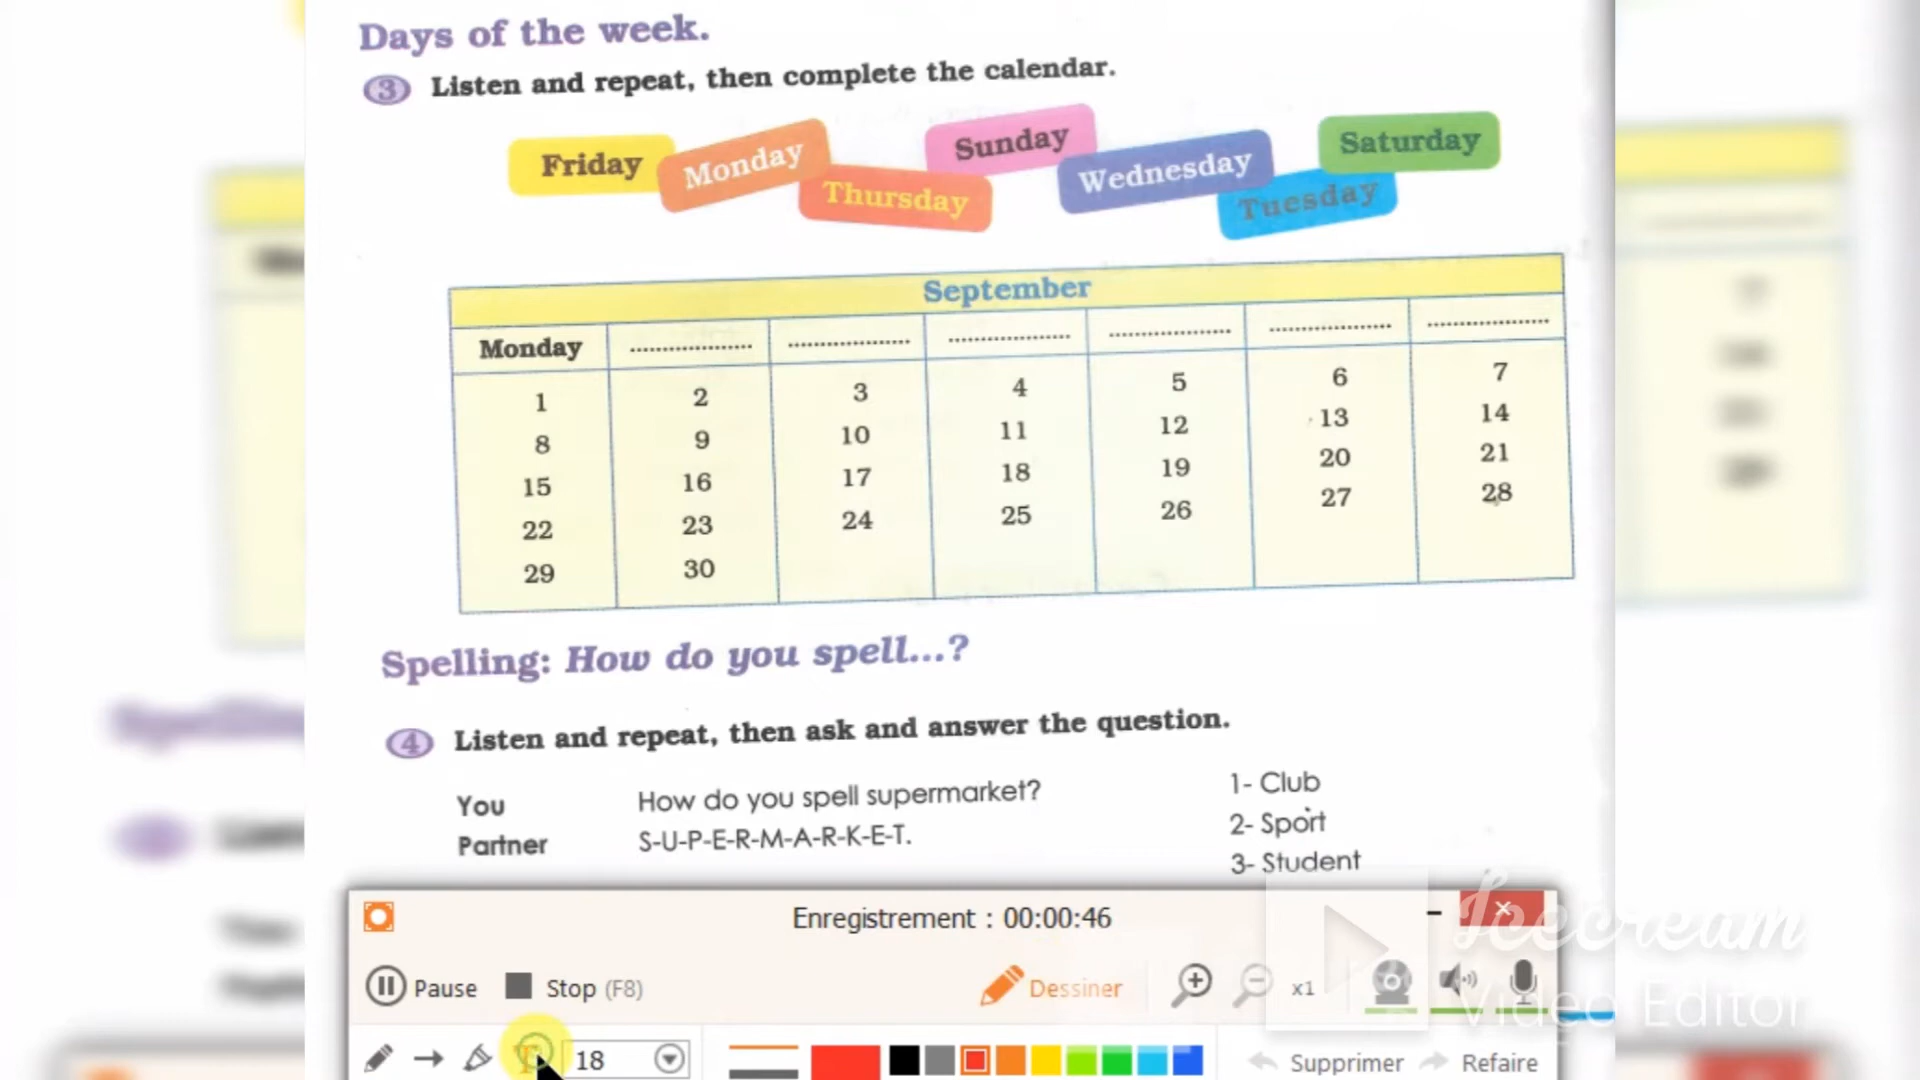 Days of the week.
3 Listen and repeat, then complete the calendar.
Friday Monday Thursday Sunday Wednesday Tuesday Saturday
September
Monday .................. .................. .................. .................. .................. ..................
1 2 3 4 5 6 7
8 9 10 11 12 13 14
15 16 17 18 19 20 21
22 23 24 25 26 27 28
29 30
Spelling: How do you spell...?
4 Listen and repeat, then ask and answer the question.
You How do you spell supermarket?
Partner S-U-P-E-R-M-A-R-K-E-T.
1- Club
2- Sport
3- Student
Enregistrement : 00:00:46
Pause Stop (F8) Dessiner x1
18 Supprimer Refaire
Icecream
Video Editor